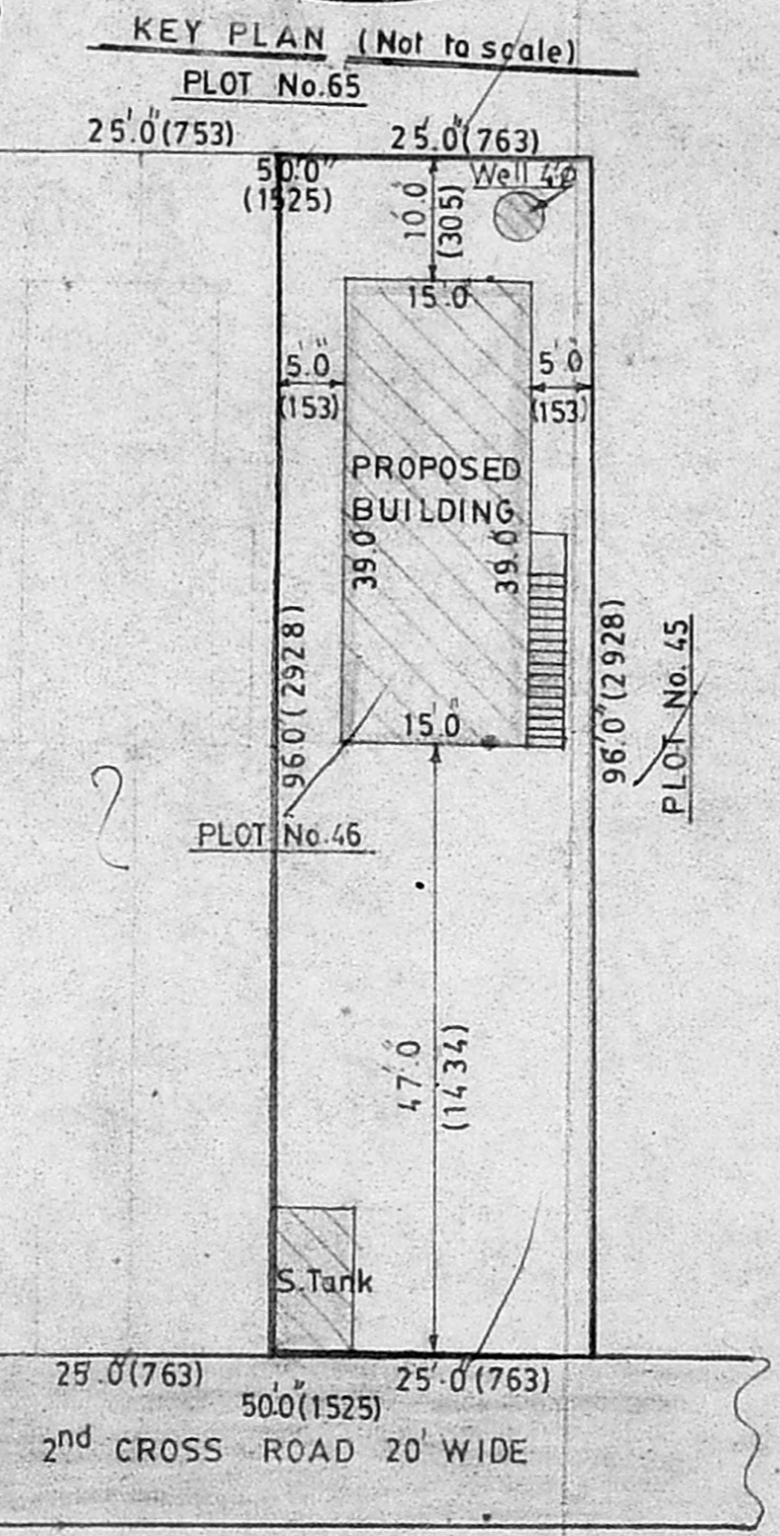 KEY PLAN (Not to scale)
PLOT No.65
25'.0"(753)
25'.0"(763)
50'.0"
(1525)
Well 4'Ø
10'.0"
(305)
15'.0"
5'.0"
(153)
5'.0"
(153)
PROPOSED
BUILDING
39.0'
39.0'
96.0'(2928)
96'.0"(2928)
PLOT No. 45
15'.0"
PLOT No.46
47'.0"
(1434)
S.Tank
25'.0"(763)
25'.0"(763)
50'.0"(1525)
2nd CROSS ROAD 20' WIDE